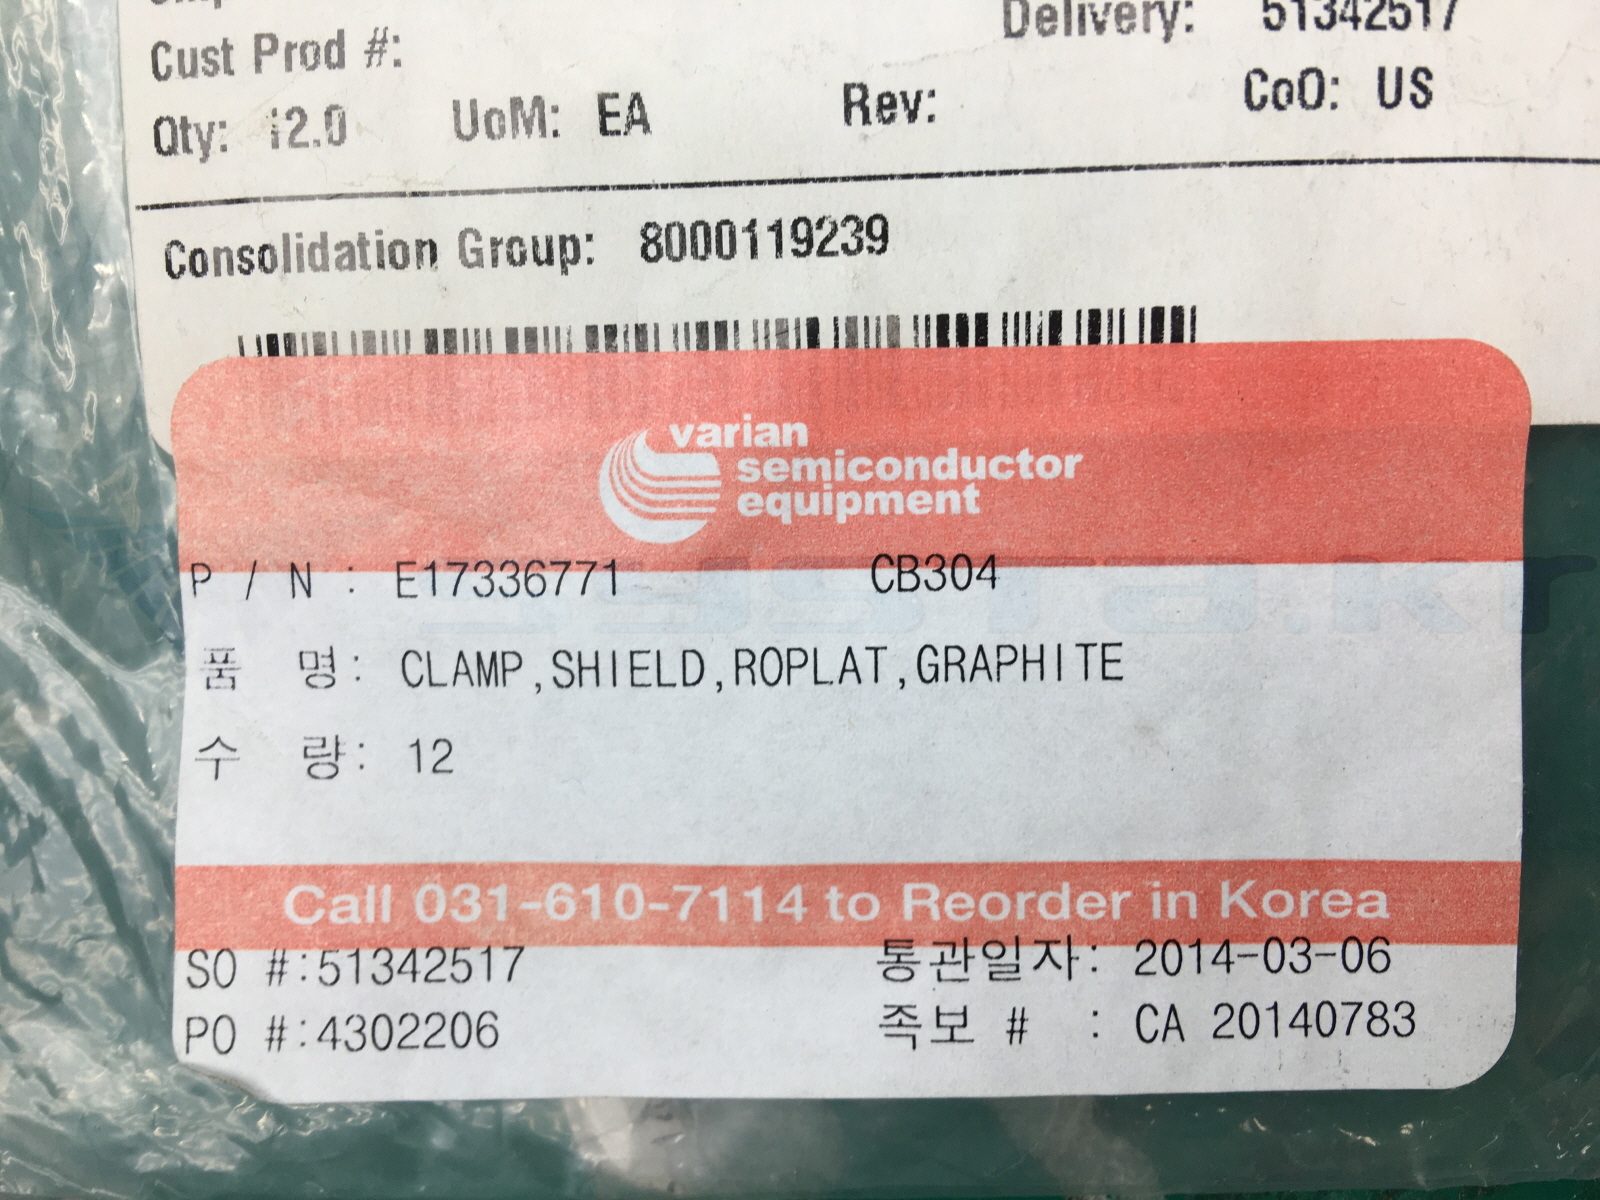 Delivery: 51342517
Cust Prod #:
Qty: 12.0 UoM: EA Rev: CoO: US
Consolidation Group: 8000119239
varian
semiconductor
equipment
P / N : E17336771 CB304
품 명: CLAMP,SHIELD,ROPLAT,GRAPHITE
수 량: 12
Call 031-610-7114 to Reorder in Korea
SO #:51342517 통관일자: 2014-03-06
PO #:4302206 족보 # : CA 20140783